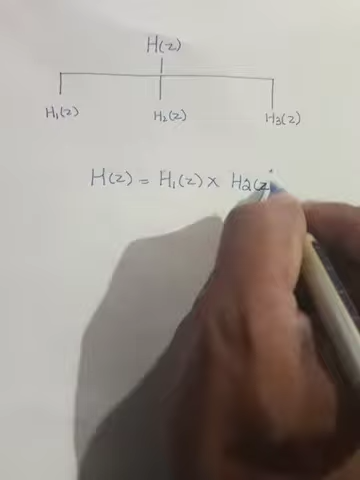 H(z)
H₁(z) H₂(z) H₃(z)
H(z) = H₁(z) × H2(z